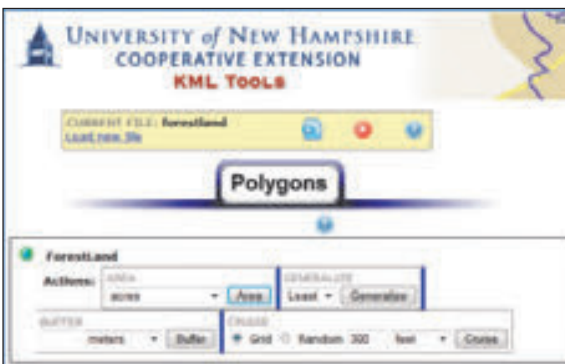 UNIVERSITY of NEW HAMPSHIRE
COOPERATIVE EXTENSION
KML TOOLS
CURRENT FILE: forestland
Load new file
Polygons
ForestLand
Actions:
AREA
acres
Area
GENERALIZE
Least
Generalize
BUFFER
meters
Buffer
CRUISE
Grid
Random
300
feet
Cruise